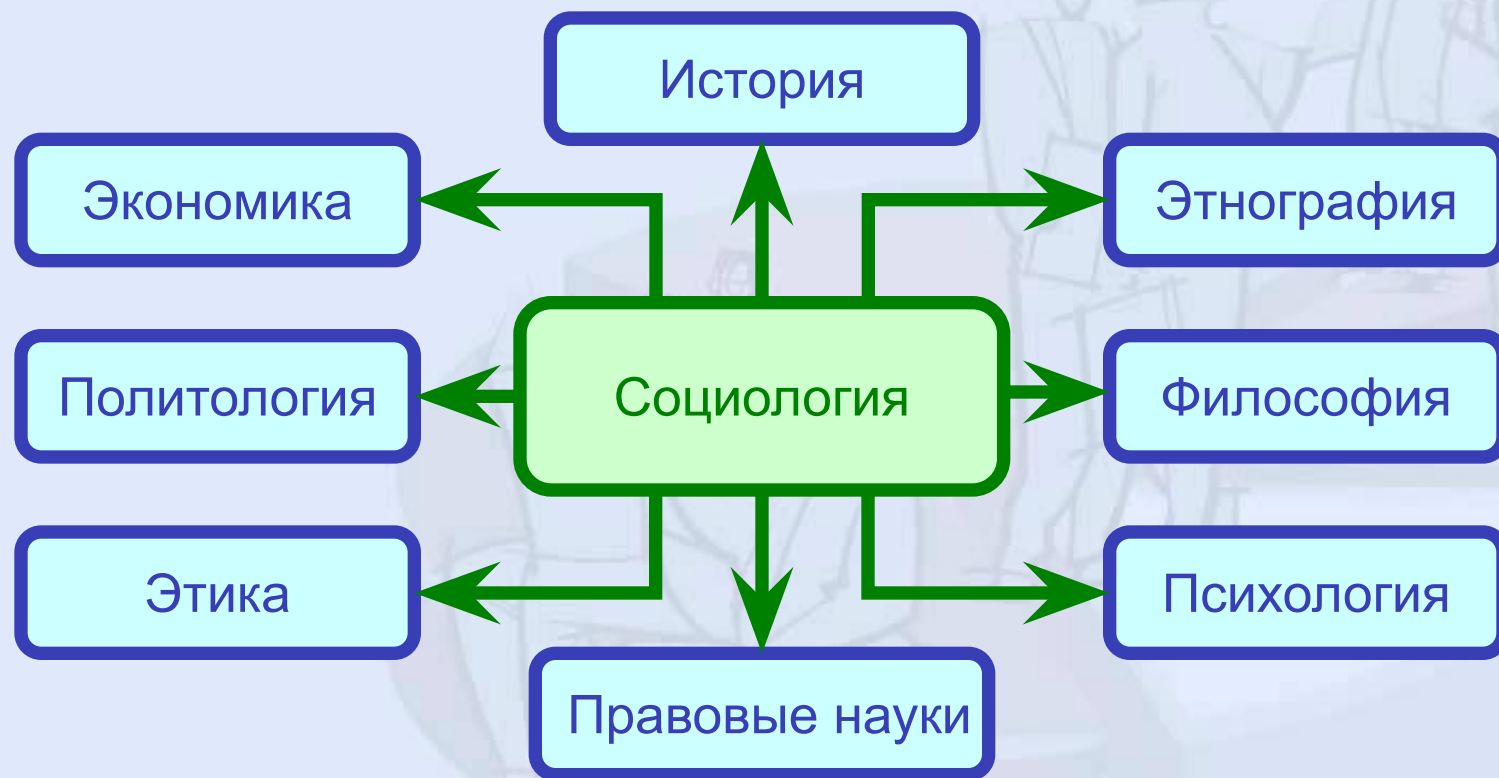 История
Экономика
Этнография
Политология
Социология
Философия
Этика
Психология
Правовые науки